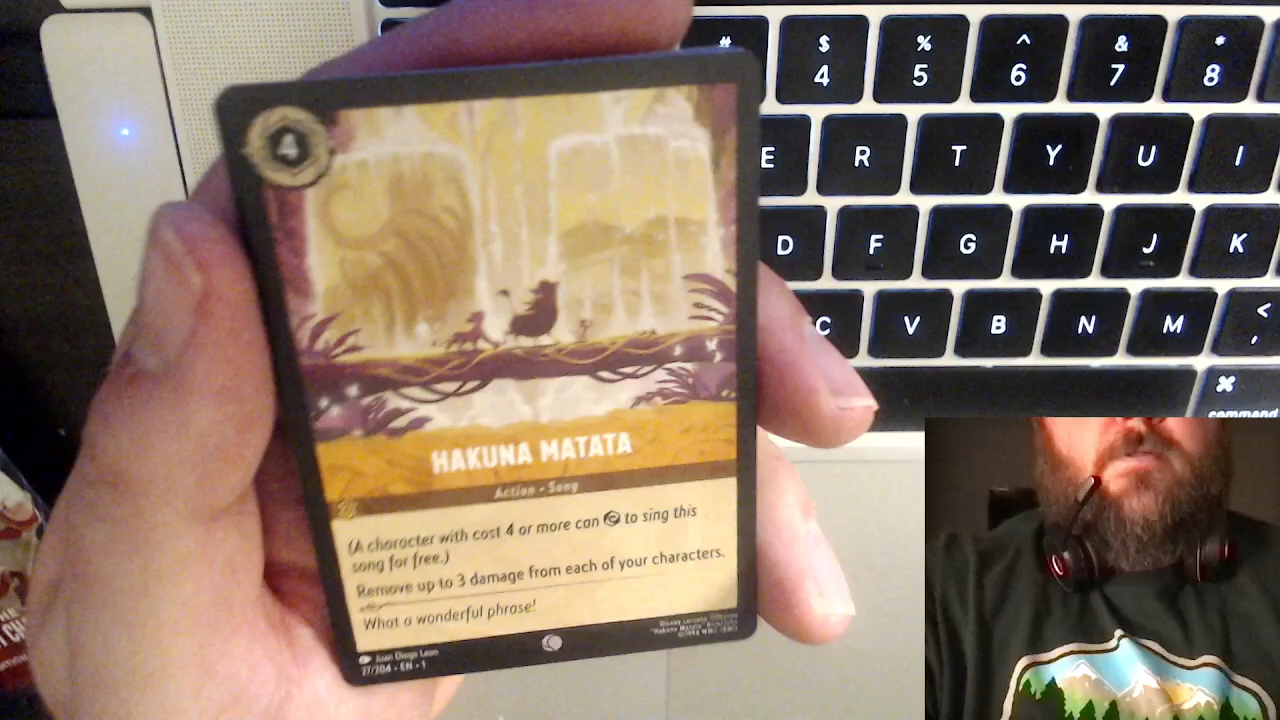 4
HAKUNA MATATA
Action • Song
(A character with cost 4 or more can to sing this
song for free.)
Remove up to 3 damage from each of your characters.
What a wonderful phrase!
Juan Diego Leon
27/204 • EN • 1
# $ % ^ & *
4 5 6 7 8
E R T Y U I
D F G H J K
C V B N M < ,
⌘
command